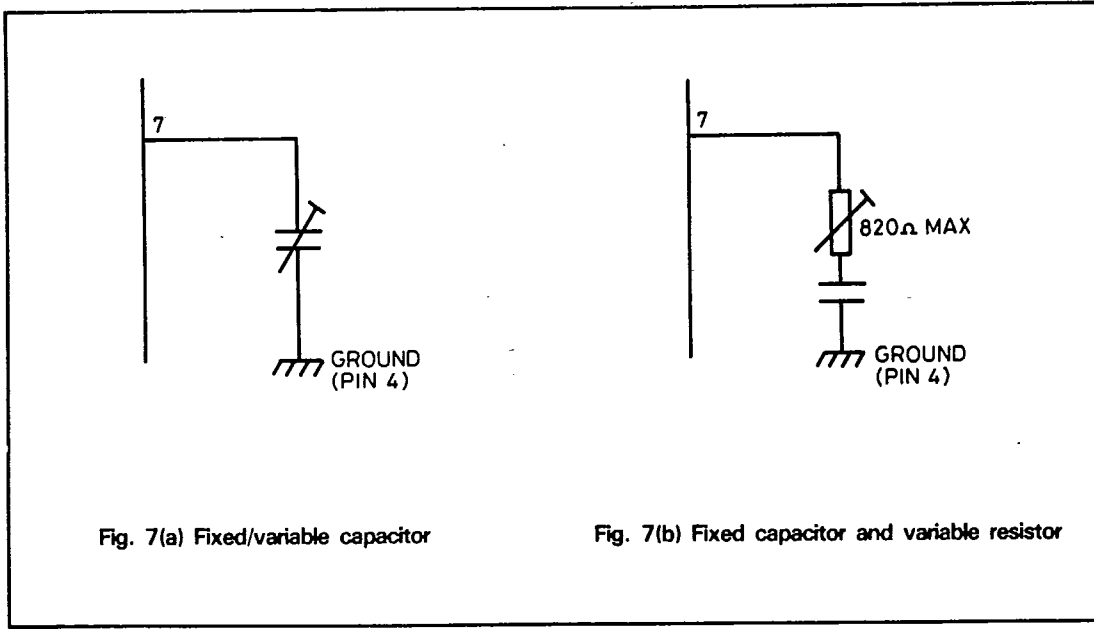 7
GROUND
(PIN 4)
Fig. 7(a) Fixed/variable capacitor
7
820Ω MAX
GROUND
(PIN 4)
Fig. 7(b) Fixed capacitor and variable resistor